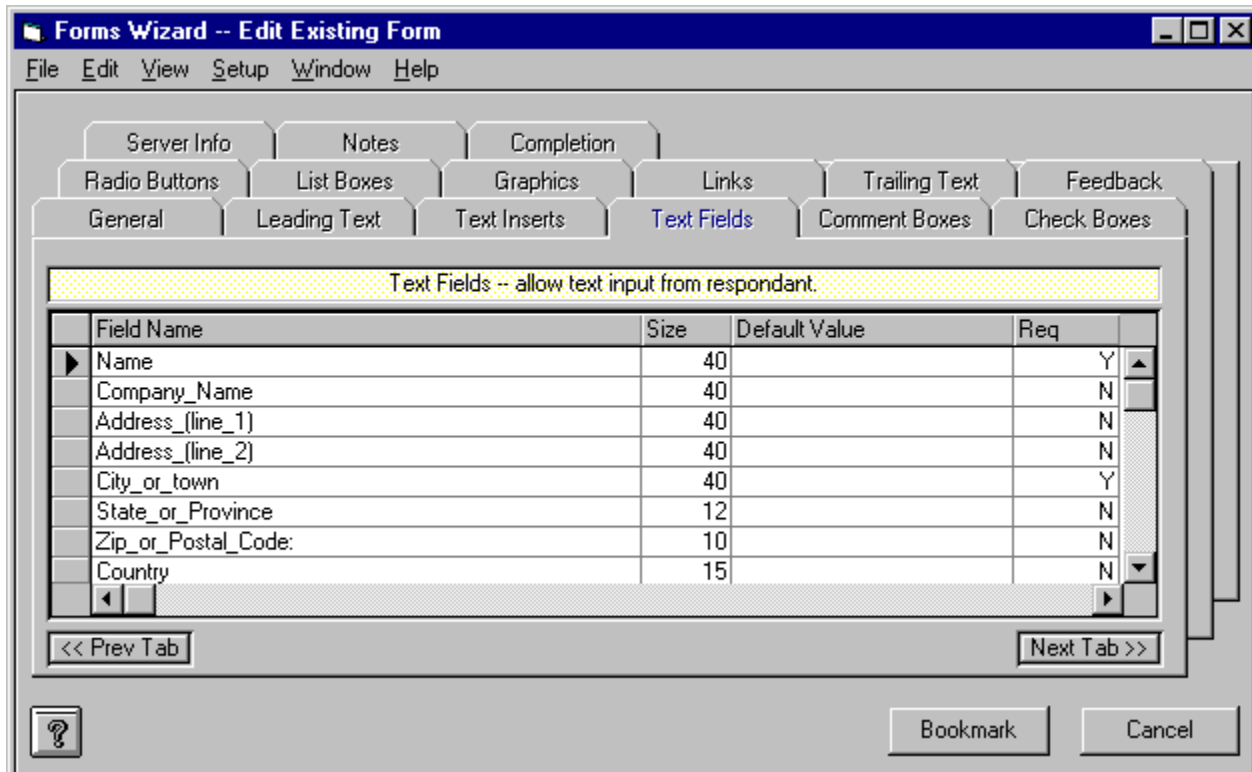 Forms Wizard -- Edit Existing Form
File Edit View Setup Window Help
Server Info Notes Completion
Radio Buttons List Boxes Graphics Links Trailing Text Feedback
General Leading Text Text Inserts Text Fields Comment Boxes Check Boxes
Text Fields -- allow text input from respondant.
Field Name Size Default Value Req
Name 40 Y
Company_Name 40 N
Address_(line_1) 40 N
Address_(line_2) 40 N
City_or_town 40 Y
State_or_Province 12 N
Zip_or_Postal_Code: 10 N
Country 15 N
<< Prev Tab Next Tab >>
? Bookmark Cancel